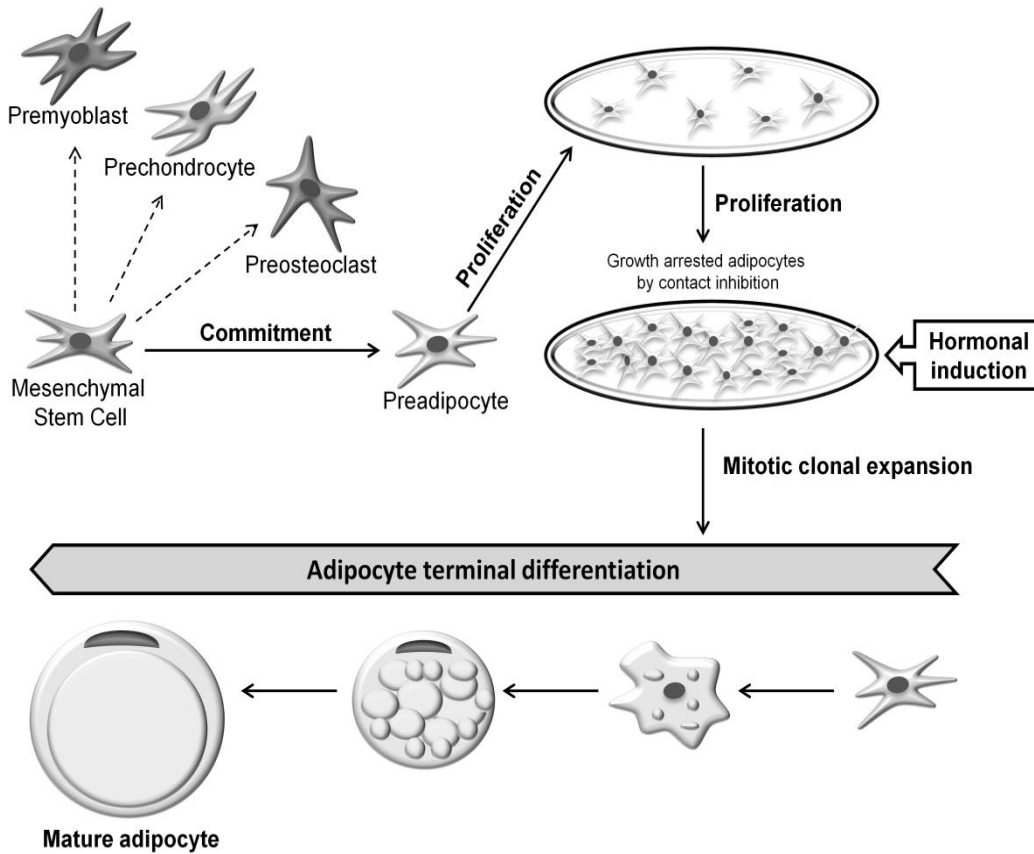 Premyoblast
Prechondrocyte
Preosteoclast
Mesenchymal
Stem Cell
Commitment
Preadipocyte
Proliferation
Proliferation
Growth arrested adipocytes
by contact inhibition
Hormonal
induction
Mitotic clonal expansion
Adipocyte terminal differentiation
Mature adipocyte